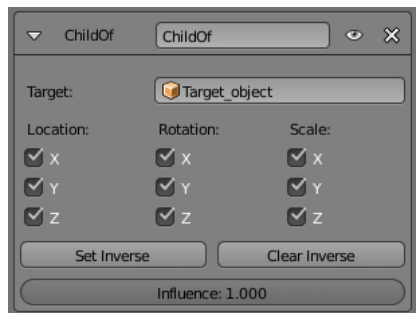 ChildOf ChildOf
Target: Target_object
Location: Rotation: Scale:
X X X
Y Y Y
Z Z Z
Set Inverse Clear Inverse
Influence: 1.000